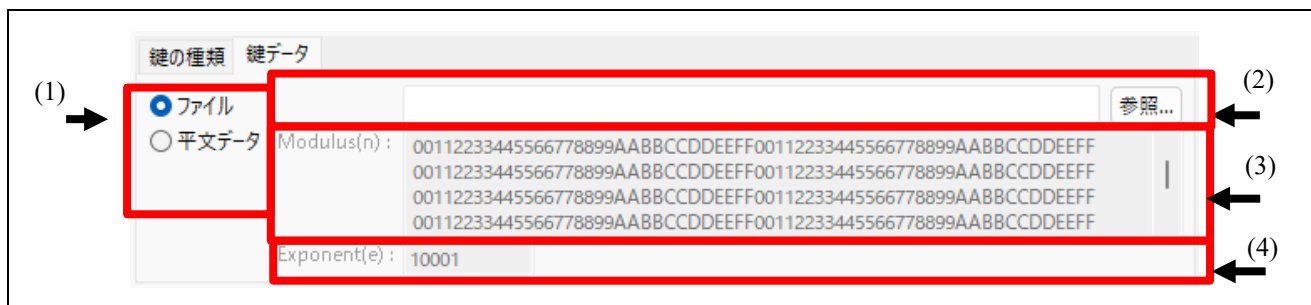 鍵の種類 鍵データ
(1)
(2)
ファイル
参照...
平文データ
Modulus(n) :
00112233445566778899AABBCCDDEEFF00112233445566778899AABBCCDDEEFF
00112233445566778899AABBCCDDEEFF00112233445566778899AABBCCDDEEFF
00112233445566778899AABBCCDDEEFF00112233445566778899AABBCCDDEEFF
00112233445566778899AABBCCDDEEFF00112233445566778899AABBCCDDEEFF
(3)
Exponent(e) : 10001
(4)